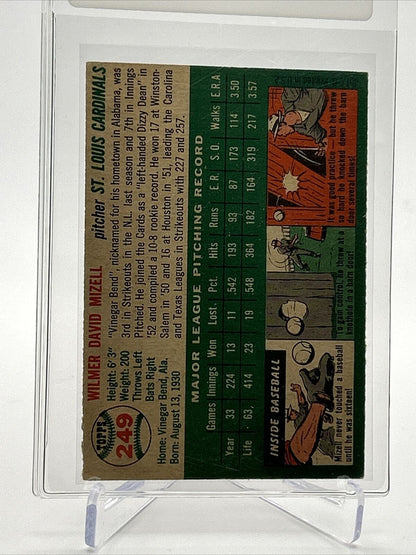 TOPPS
249
WILMER DAVID MIZELL
pitcher ST. LOUIS CARDINALS
Height: 6' 3"
Weight: 200
Throws Left
Bats Right
Home: Vinegar Bend, Ala.
Born: August 13, 1930
"Vinegar Bend", nicknamed for his hometown in Alabama, was
3rd in Strikeouts in the N.L. last season and 7th in Innings
Pitched. He joined the Cards as a "left-handed Dizzy Dean" in
'52 and compiled a 10-8 rookie record. He won 17 at Winston-
Salem in '50 and 16 at Houston in '51, leading the Carolina
and Texas Leagues in Strikeouts with 227 and 257.
MAJOR LEAGUE PITCHING RECORD
Games Innings Won Lost Pct. Hits Runs E.R. S.O. Walks E.R.A.
Year 33 224 13 11 .542 193 93 87 173 114 3.50
Life 63 414 23 19 .548 364 182 164 319 217 3.57
INSIDE BASEBALL
Mizell never touched a baseball
until he was sixteen!
To gain control, he threw at a
knothole in a barn door.
It was good practice — but he threw
so hard he knocked down the barn
door several times!